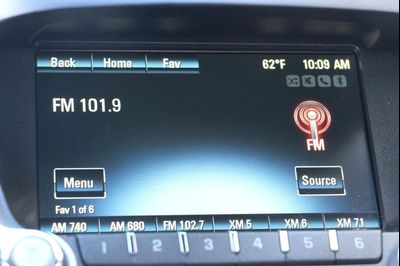 Back Home Fav
62°F 10:09 AM
FM 101.9
FM
Menu Source
Fav 1 of 6
AM 740 AM 680 FM 102.7 XM 5 XM 6 XM 71
1 2 3 4 5 6